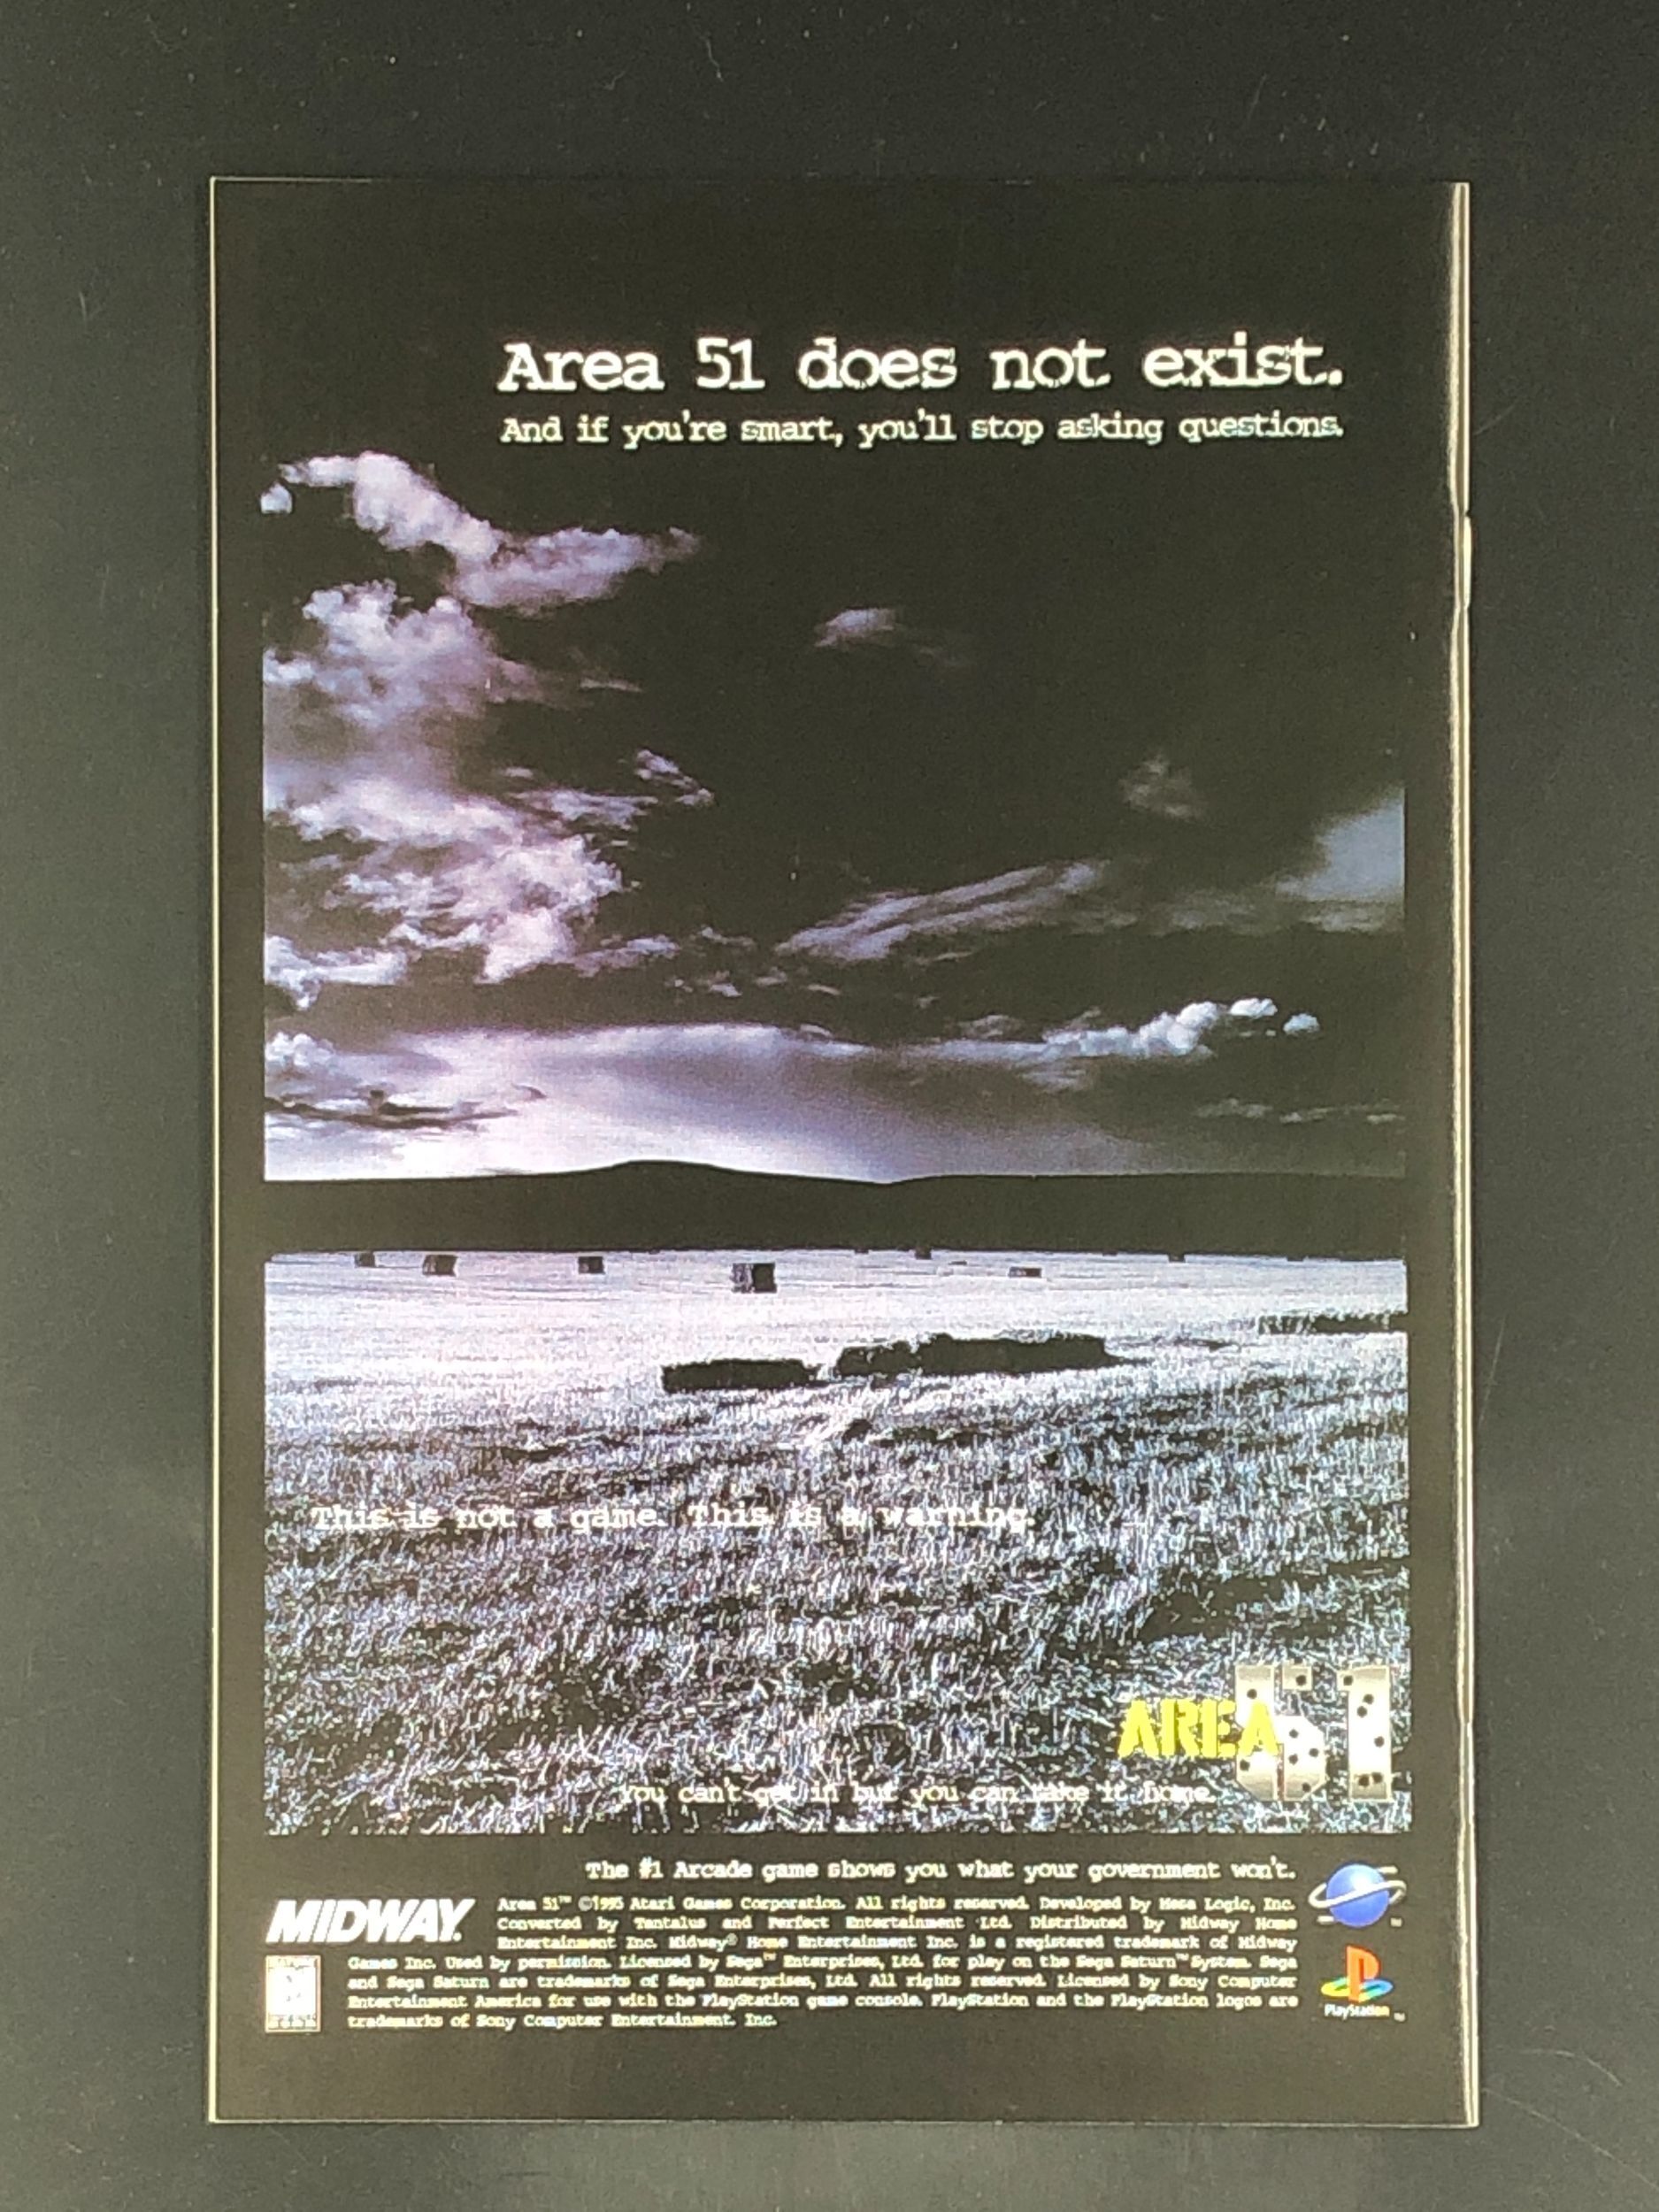 Area 51 does not exist.
And if you're smart, you'll stop asking questions.
This is not a game. This is a warning.
AREA 51
You can't get in but you can take it home.
The #1 Arcade game shows you what your government won't.
MIDWAY
Area 51™ ©1995 Atari Games Corporation. All rights reserved. Developed by Mesa Logic, Inc.
Converted by Tantalus and Perfect Entertainment Ltd. Distributed by Midway Home
Entertainment Inc. Midway® Home Entertainment Inc. is a registered trademark of Midway
Games Inc. Used by permission. Licensed by Sega™ Enterprises, Ltd. for play on the Sega Saturn™ System. Sega
and Sega Saturn are trademarks of Sega Enterprises, Ltd. All rights reserved. Licensed by Sony Computer
Entertainment America for use with the PlayStation game console. PlayStation and the PlayStation logos are
trademarks of Sony Computer Entertainment. Inc.
PlayStation ™